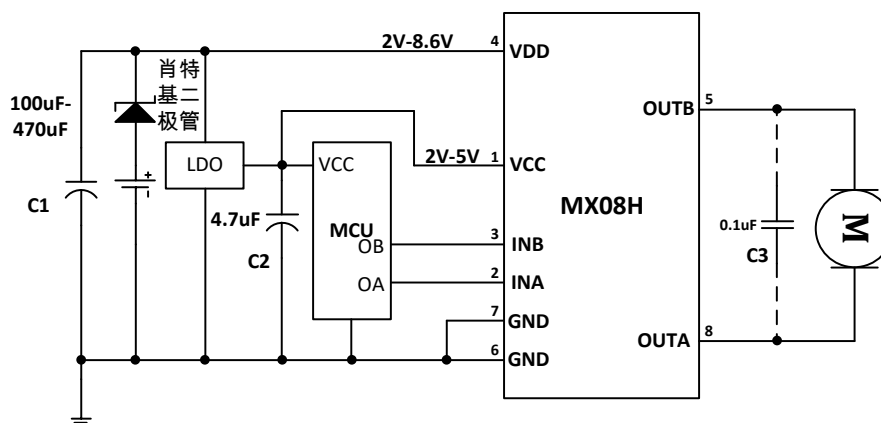 2V-8.6V
4
VDD
肖特
基二
极管
100uF-
470uF
OUTB
5
LDO
VCC
2V-5V
1
VCC
MX08H
C1
4.7uF
C2
MCU
OB
3
INB
0.1uF
C3
M
OA
2
INA
7
GND
6
GND
OUTA
8
+